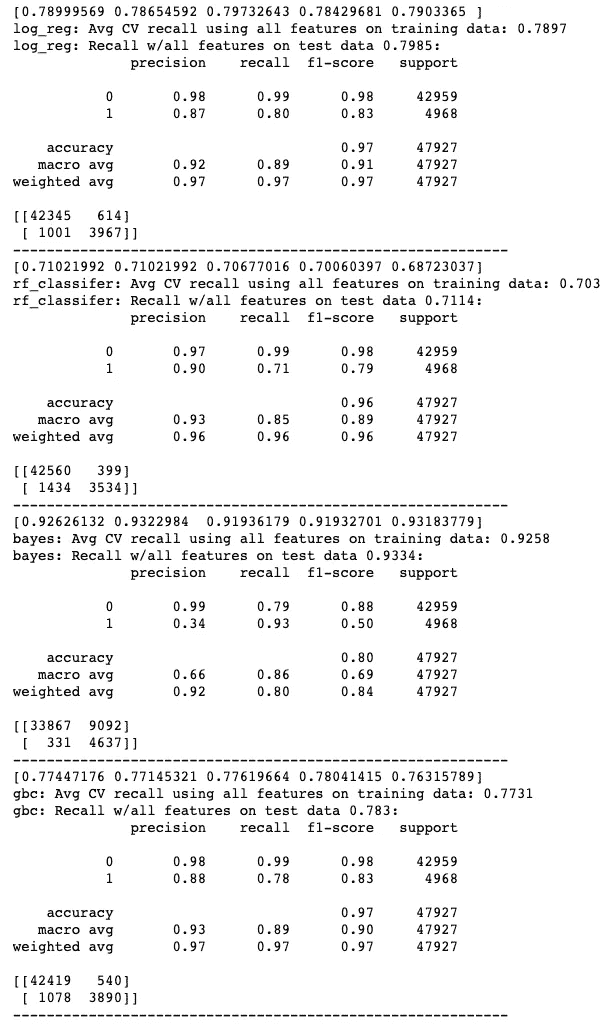 [0.78999569 0.78654592 0.79732643 0.78429681 0.7903365 ]
log_reg: Avg CV recall using all features on training data: 0.7897
log_reg: Recall w/all features on test data 0.7985:
precision recall f1-score support
0 0.98 0.99 0.98 42959
1 0.87 0.80 0.83 4968
accuracy 0.97 47927
macro avg 0.92 0.89 0.91 47927
weighted avg 0.97 0.97 0.97 47927
[[42345 614]
[ 1001 3967]]
----------------------------------------------------------
[0.71021992 0.71021992 0.70677016 0.70060397 0.68723037]
rf_classifer: Avg CV recall using all features on training data: 0.703
rf_classifer: Recall w/all features on test data 0.7114:
precision recall f1-score support
0 0.97 0.99 0.98 42959
1 0.90 0.71 0.79 4968
accuracy 0.96 47927
macro avg 0.93 0.85 0.89 47927
weighted avg 0.96 0.96 0.96 47927
[[42560 399]
[ 1434 3534]]
----------------------------------------------------------
[0.92626132 0.9322984 0.91936179 0.91932701 0.93183779]
bayes: Avg CV recall using all features on training data: 0.9258
bayes: Recall w/all features on test data 0.9334:
precision recall f1-score support
0 0.99 0.79 0.88 42959
1 0.34 0.93 0.50 4968
accuracy 0.80 47927
macro avg 0.66 0.86 0.69 47927
weighted avg 0.92 0.80 0.84 47927
[[33867 9092]
[ 331 4637]]
----------------------------------------------------------
[0.77447176 0.77145321 0.77619664 0.78041415 0.76315789]
gbc: Avg CV recall using all features on training data: 0.7731
gbc: Recall w/all features on test data 0.783:
precision recall f1-score support
0 0.98 0.99 0.98 42959
1 0.88 0.78 0.83 4968
accuracy 0.97 47927
macro avg 0.93 0.89 0.90 47927
weighted avg 0.97 0.97 0.97 47927
[[42419 540]
[ 1078 3890]]
----------------------------------------------------------